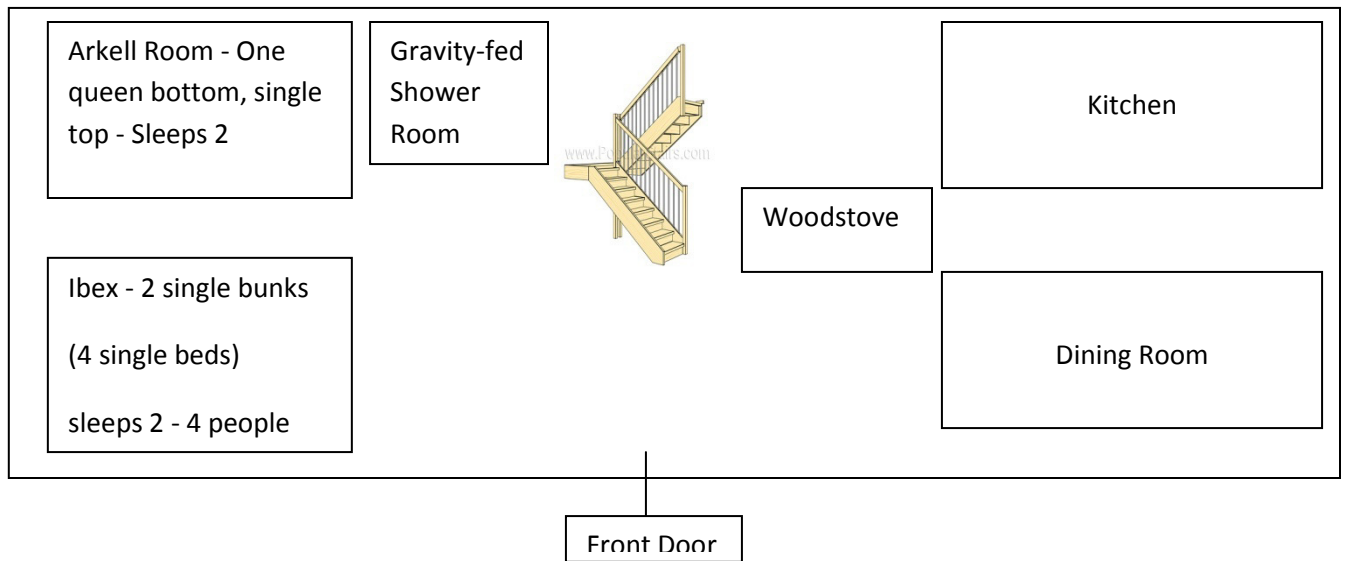 Arkell Room - One
queen bottom, single
top - Sleeps 2
Gravity-fed
Shower
Room
Kitchen
Woodstove
Ibex - 2 single bunks
(4 single beds)
sleeps 2 - 4 people
Dining Room
Front Door